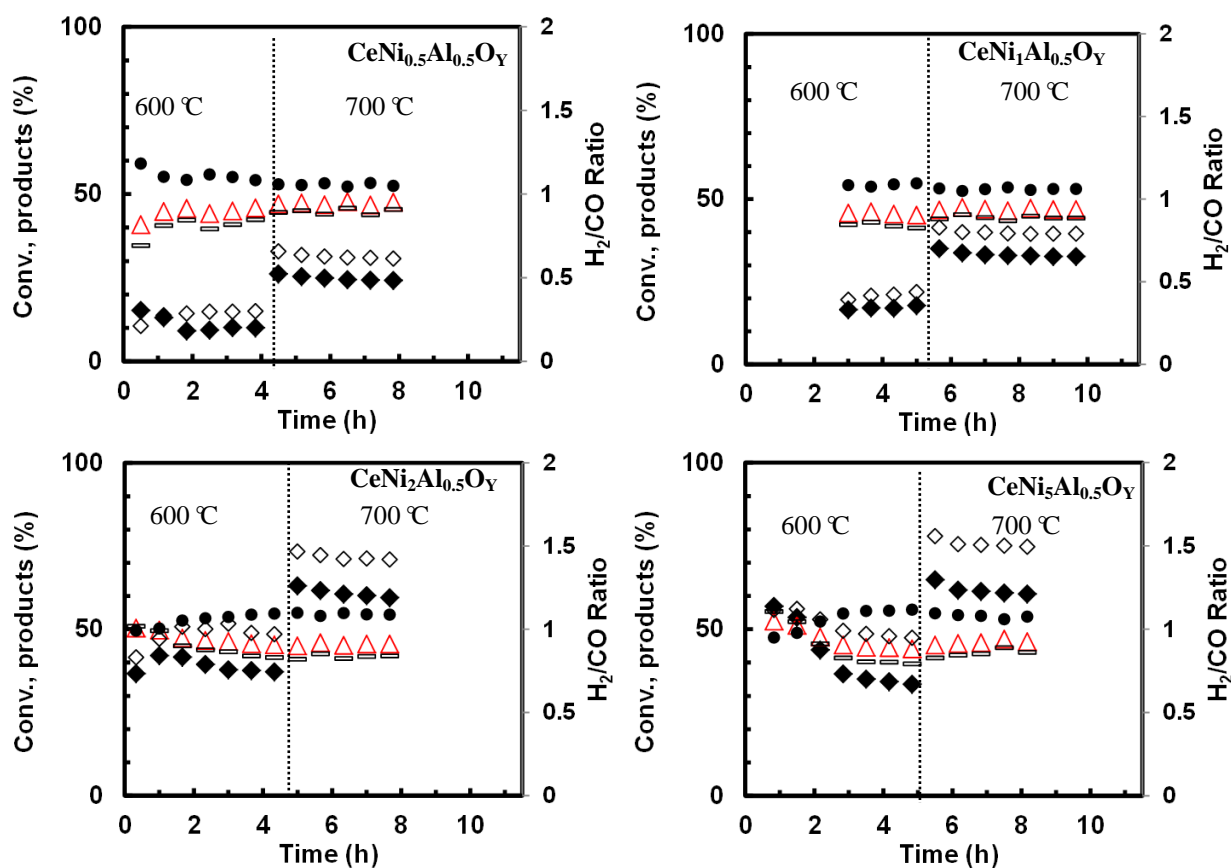 100
50
0
Conv., products (%)
CeNi₀.₅Al₀.₅O_Y
600 ℃
700 ℃
2
1.5
1
0.5
0
H₂/CO Ratio
0 2 4 6 8 10
Time (h)
100
50
0
Conv., products (%)
CeNi₁Al₀.₅O_Y
600 ℃
700 ℃
2
1.5
1
0.5
0
H₂/CO Ratio
0 2 4 6 8 10
Time (h)
100
50
0
Conv., products (%)
CeNi₂Al₀.₅O_Y
600 ℃
700 ℃
2
1.5
1
0.5
0
H₂/CO Ratio
0 2 4 6 8 10
Time (h)
100
50
0
Conv., products (%)
CeNi₅Al₀.₅O_Y
600 ℃
700 ℃
2
1.5
1
0.5
0
H₂/CO Ratio
0 2 4 6 8 10
Time (h)